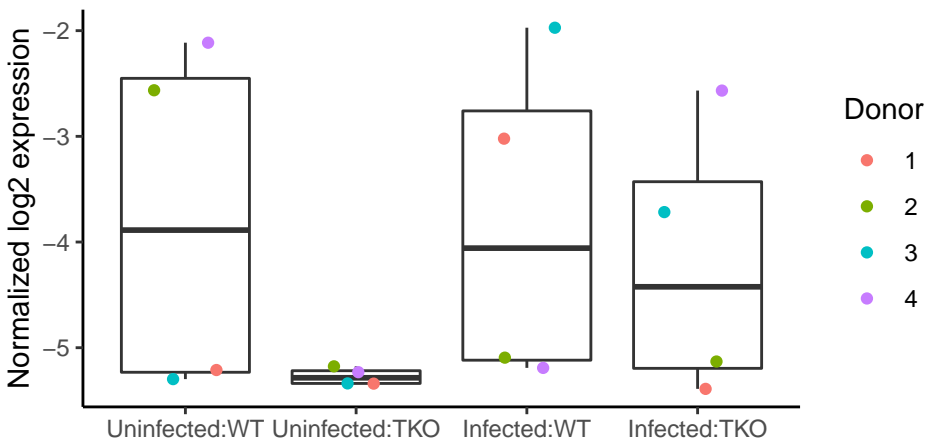 Normalized log2 expression
−2
−3
−4
−5
Uninfected:WT
Uninfected:TKO
Infected:WT
Infected:TKO
Donor
1
2
3
4